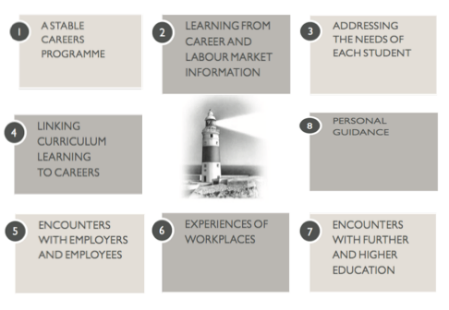 1
A STABLE
CAREERS
PROGRAMME
2
LEARNING FROM
CAREER AND
LABOUR MARKET
INFORMATION
3
ADDRESSING
THE NEEDS OF
EACH STUDENT
4
LINKING
CURRICULUM
LEARNING
TO CAREERS
8
PERSONAL
GUIDANCE
5
ENCOUNTERS
WITH EMPLOYERS
AND EMPLOYEES
6
EXPERIENCES OF
WORKPLACES
7
ENCOUNTERS
WITH FURTHER
AND HIGHER
EDUCATION